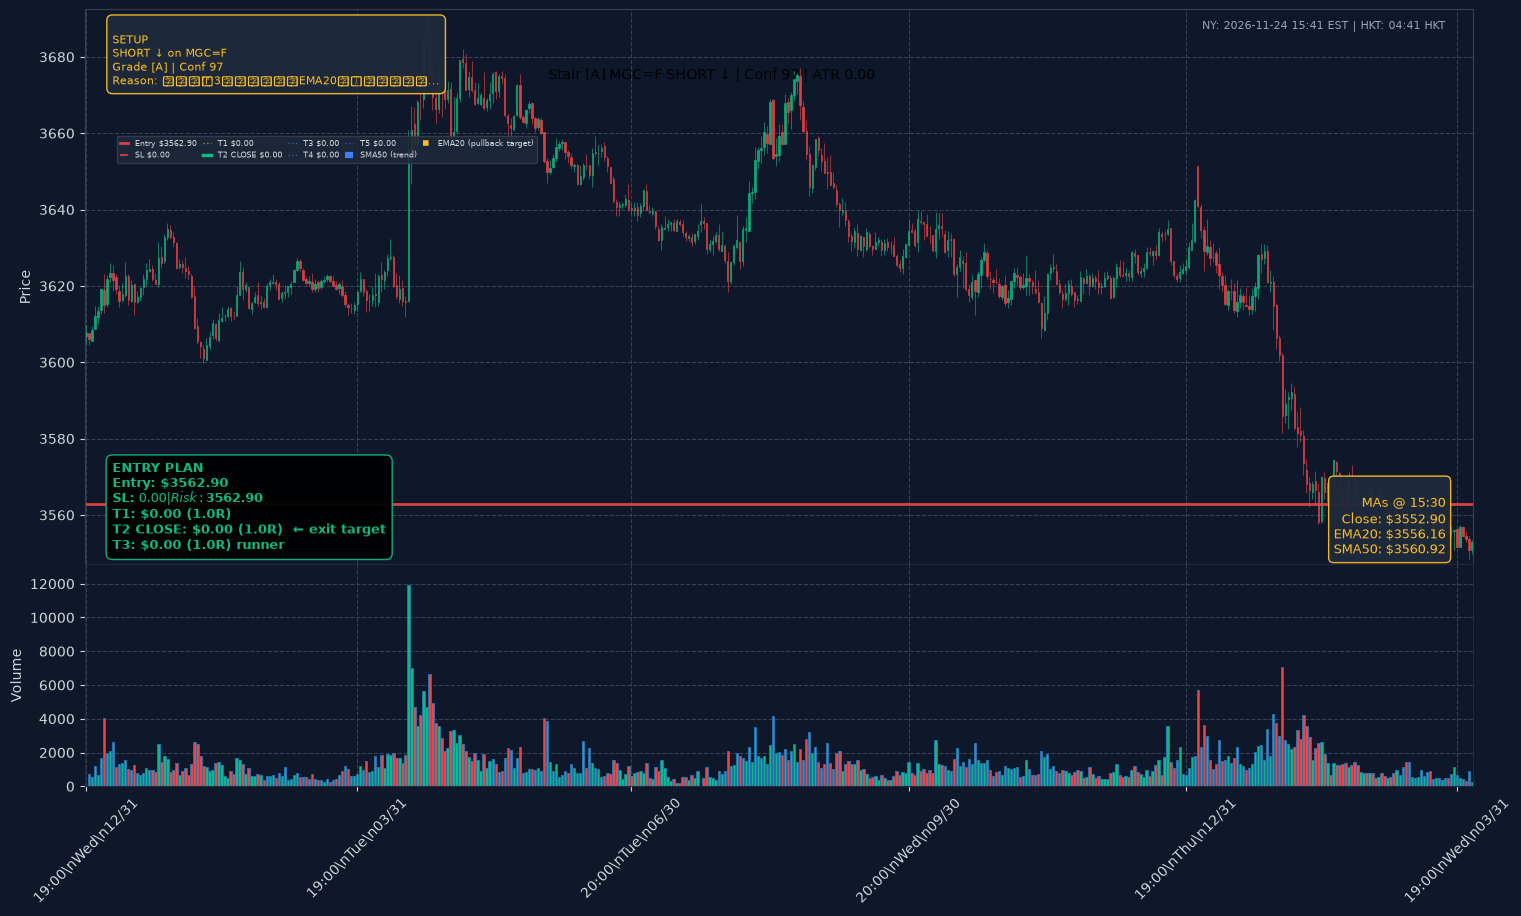 NY: 2026-11-24 15:41 EST | HKT: 04:41 HKT
SETUP
SHORT ↓ on MGC=F
Grade [A] | Conf 97
Reason: 3EMA20...
Stair [A] MGC=F SHORT ↓ | Conf 97 | ATR 0.00
Entry $3562.90
SL $0.00
T1 $0.00
T2 CLOSE $0.00
T3 $0.00
T4 $0.00
T5 $0.00
SMA50 (trend)
EMA20 (pullback target)
Price
3680
3660
3640
3620
3600
3580
3560
ENTRY PLAN
Entry: $3562.90
SL: 0.00|Risk:3562.90
T1: $0.00 (1.0R)
T2 CLOSE: $0.00 (1.0R) ← exit target
T3: $0.00 (1.0R) runner
MAs @ 15:30
Close: $3552.90
EMA20: $3556.16
SMA50: $3560.92
Volume
12000
10000
8000
6000
4000
2000
0
19:00\nWed\n12/31
19:00\nTue\n03/31
20:00\nTue\n06/30
20:00\nWed\n09/30
19:00\nThu\n12/31
19:00\nWed\n03/31